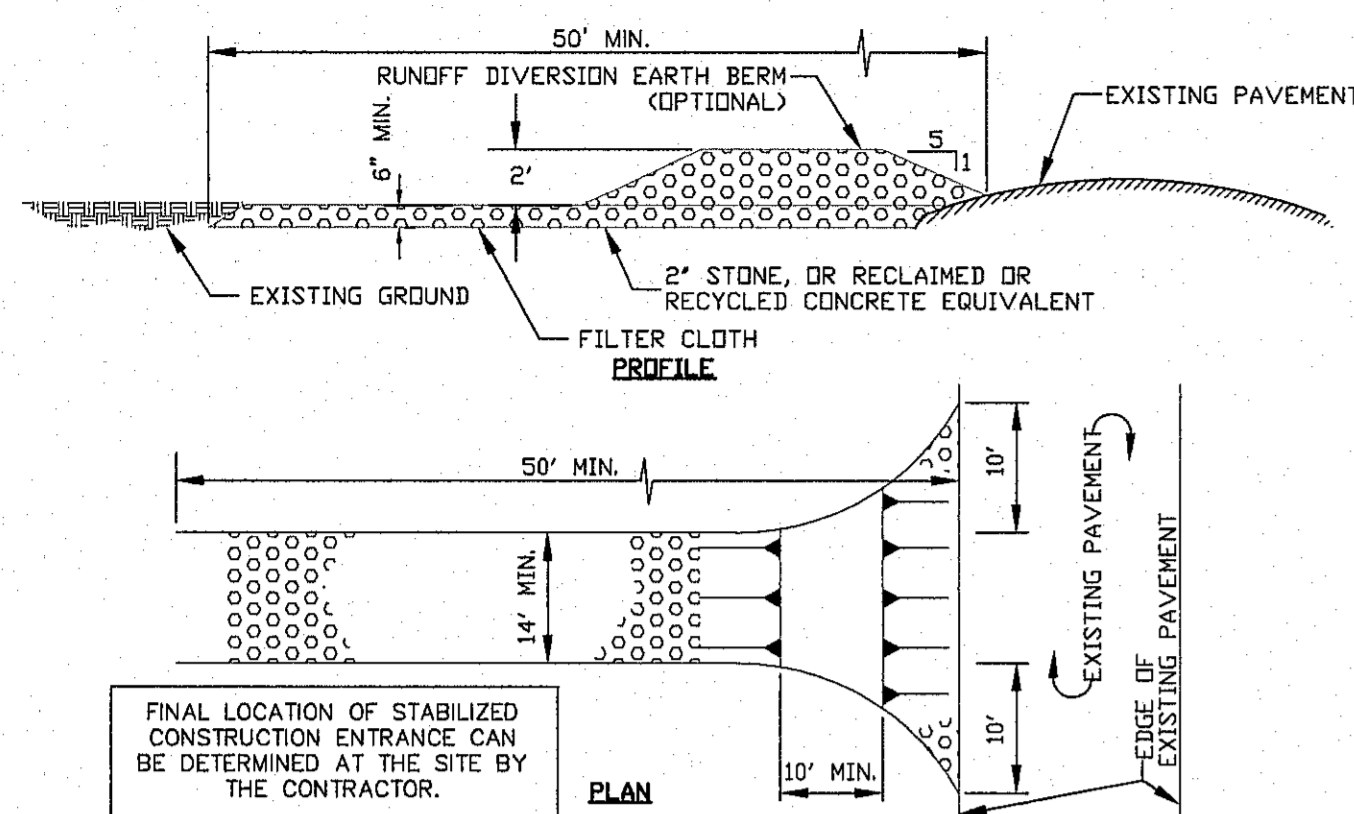 50' MIN.
RUNOFF DIVERSION EARTH BERM
(OPTIONAL)
EXISTING PAVEMENT
6" MIN.
2'
5
1
EXISTING GROUND
2" STONE, OR RECLAIMED OR
RECYCLED CONCRETE EQUIVALENT
FILTER CLOTH
PROFILE
50' MIN.
10'
14' MIN.
EXISTING PAVEMENT
EDGE OF
EXISTING PAVEMENT
10'
10' MIN.
FINAL LOCATION OF STABILIZED
CONSTRUCTION ENTRANCE CAN
BE DETERMINED AT THE SITE BY
THE CONTRACTOR.
PLAN